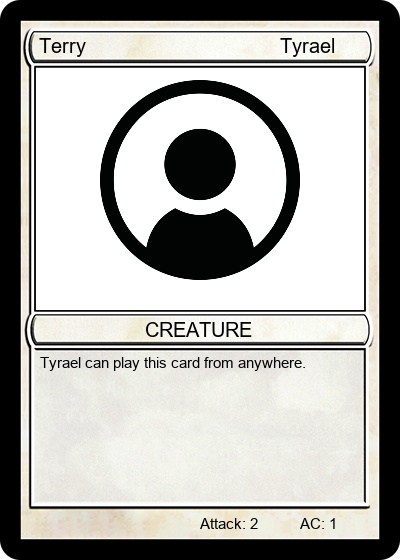 Terry Tyrael
CREATURE
Tyrael can play this card from anywhere.
Attack: 2 AC: 1